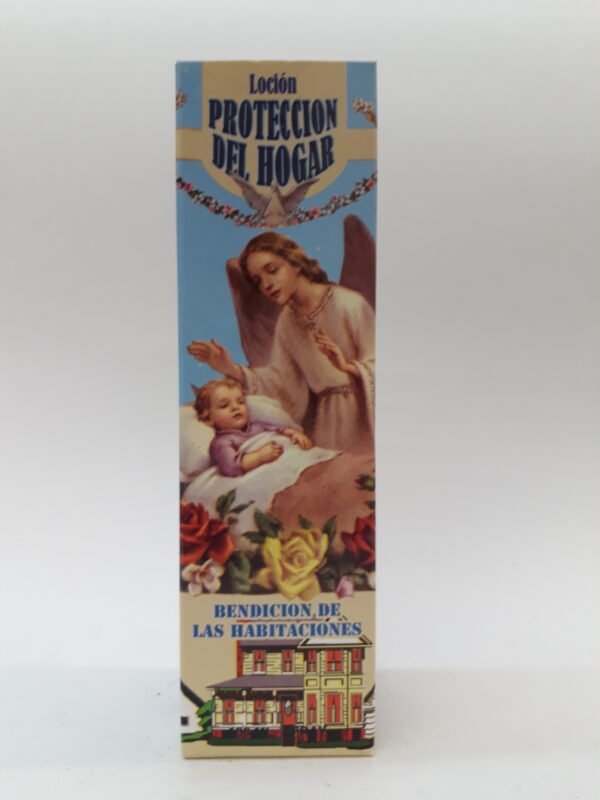 Loción
PROTECCION
DEL HOGAR
BENDICION DE
LAS HABITACIONES